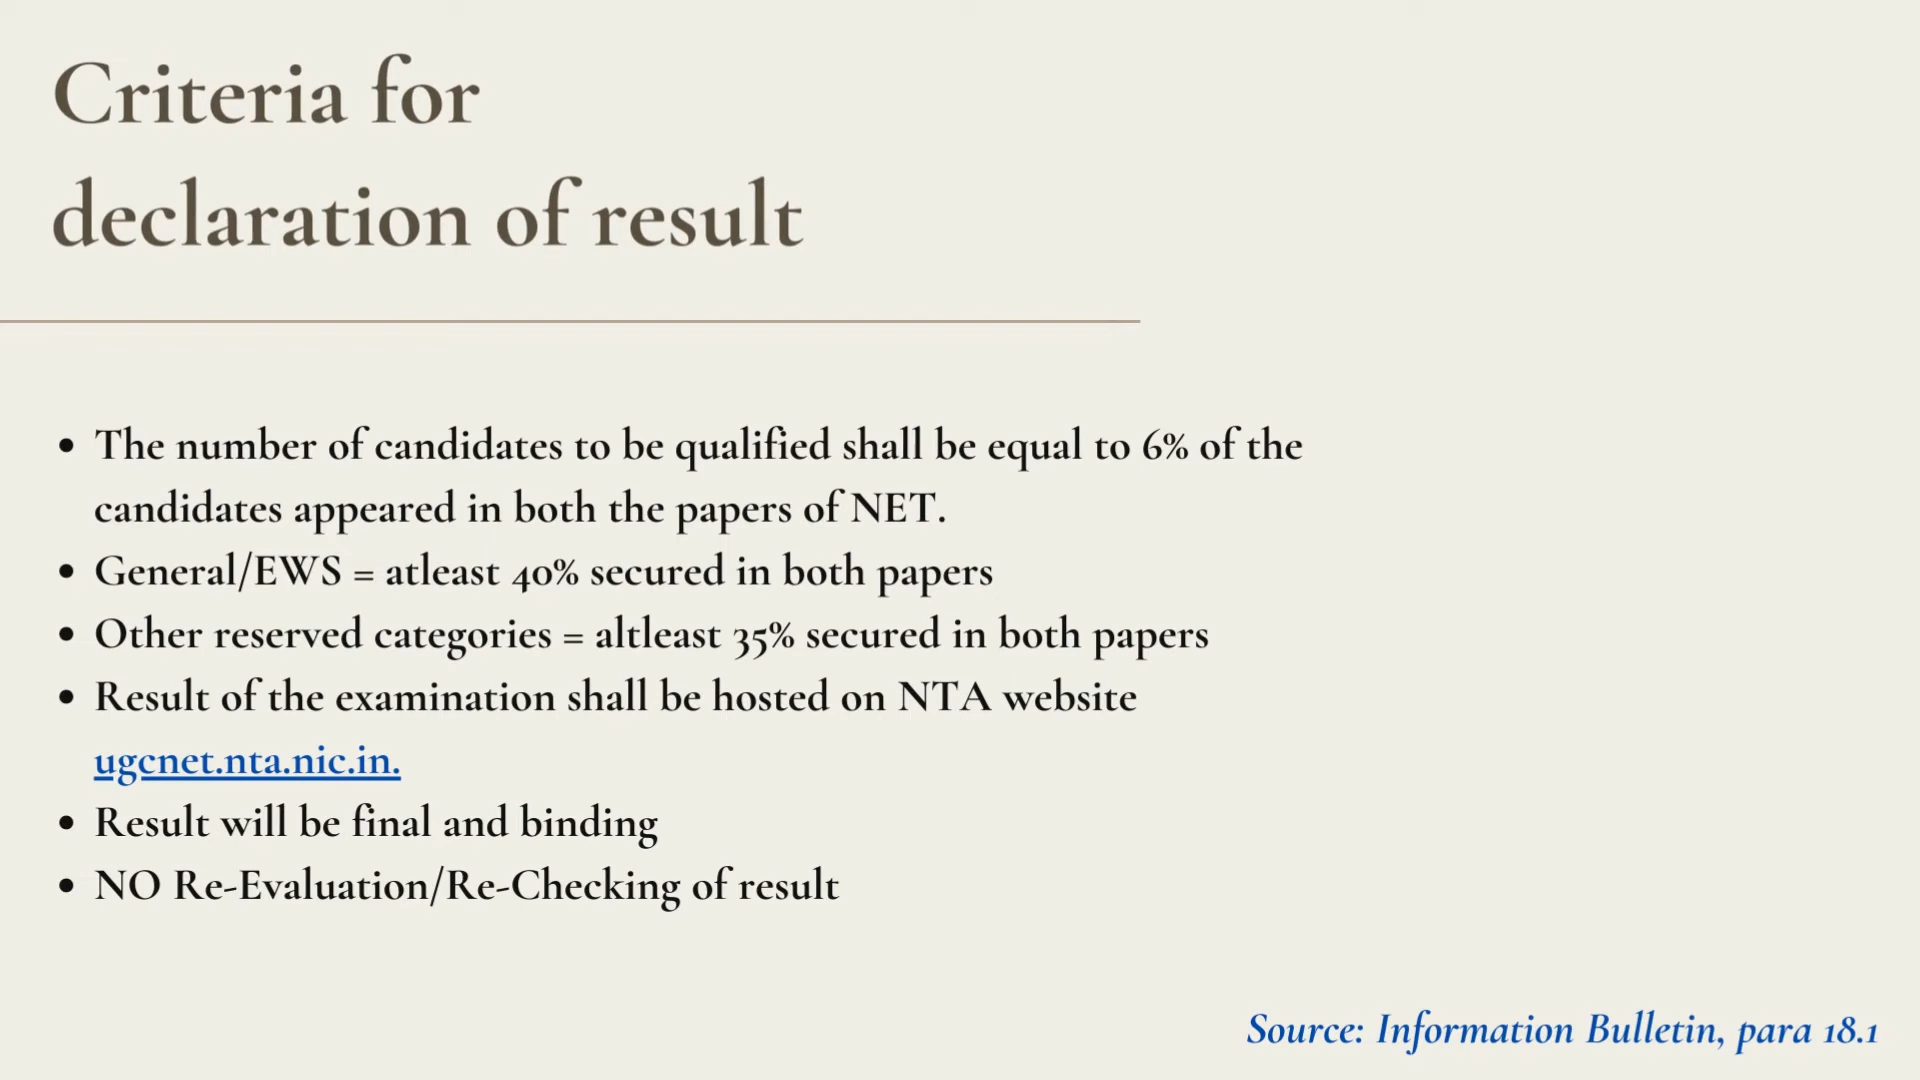 Criteria for
declaration of result
• The number of candidates to be qualified shall be equal to 6% of the
candidates appeared in both the papers of NET.
• General/EWS = atleast 40% secured in both papers
• Other reserved categories = altleast 35% secured in both papers
• Result of the examination shall be hosted on NTA website
ugcnet.nta.nic.in.
• Result will be final and binding
• NO Re-Evaluation/Re-Checking of result
Source: Information Bulletin, para 18.1